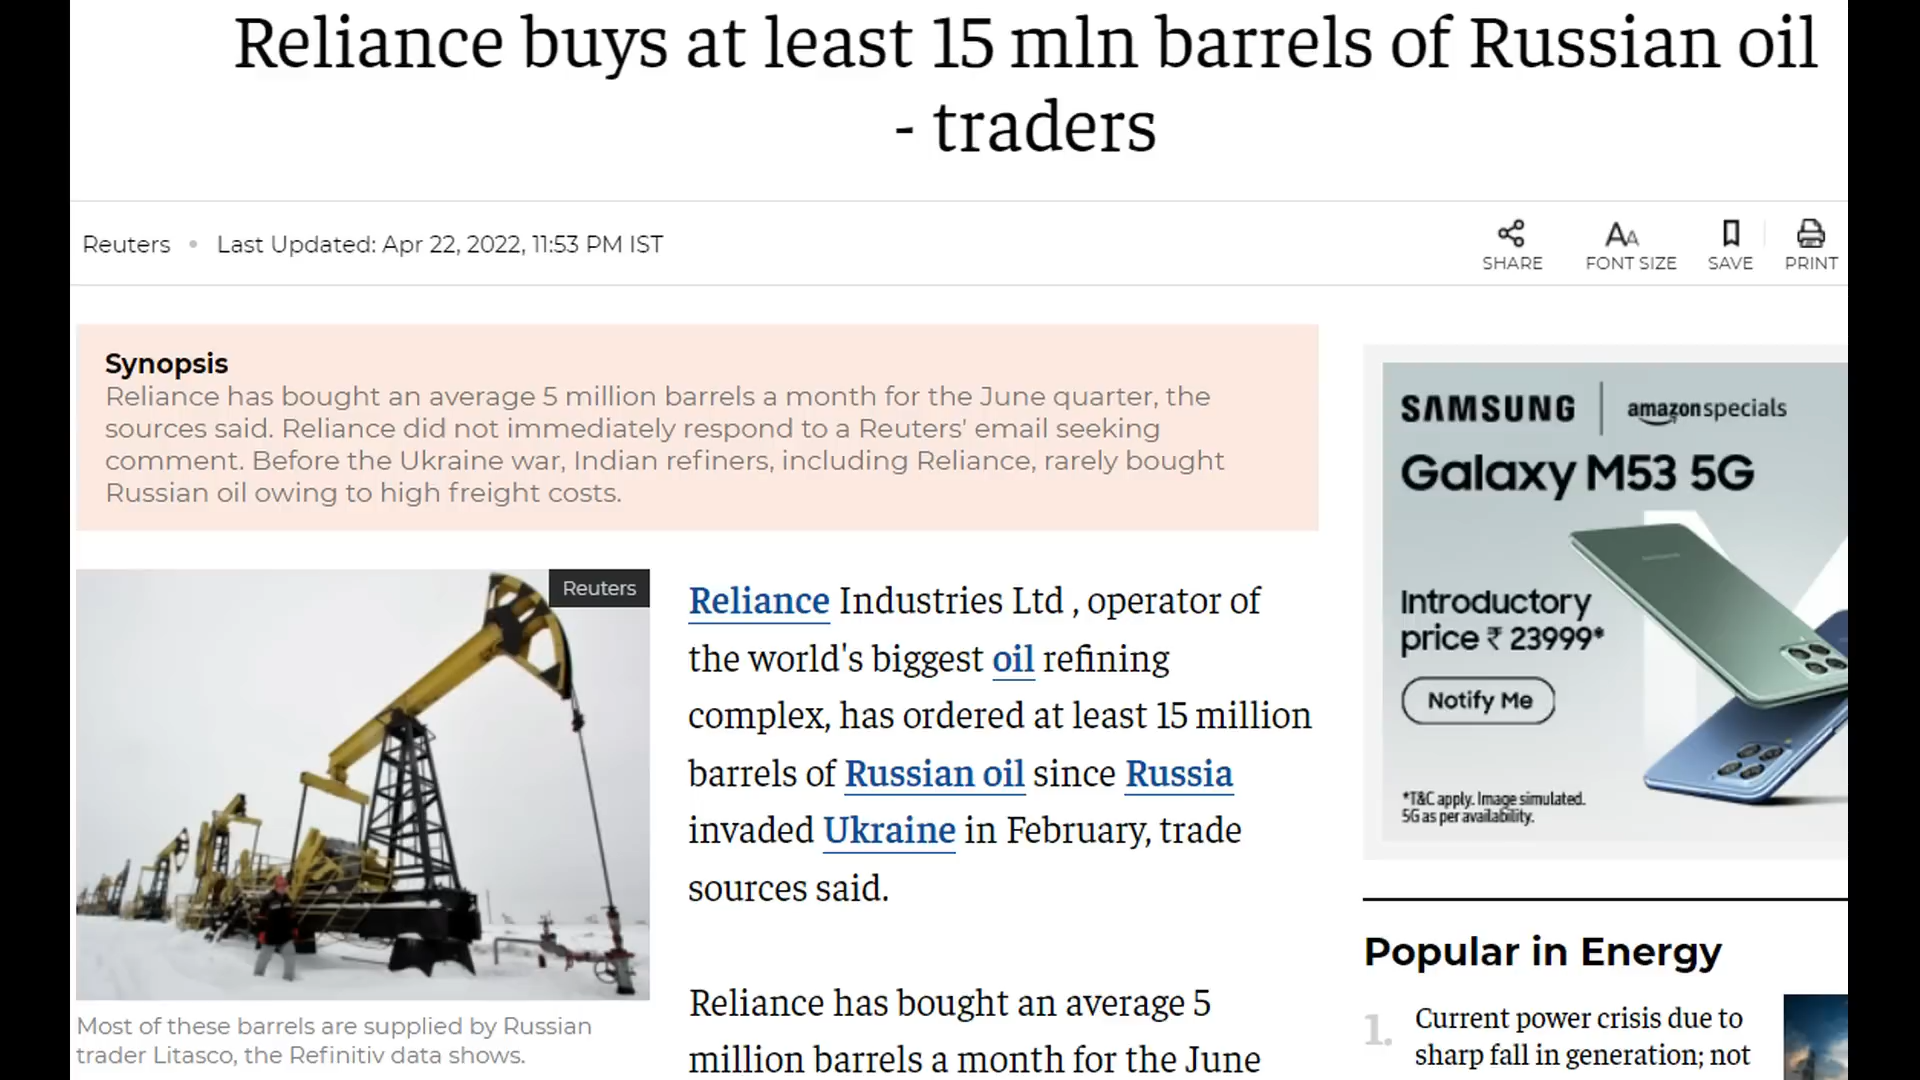 Reliance buys at least 15 mln barrels of Russian oil
- traders
Reuters • Last Updated: Apr 22, 2022, 11:53 PM IST
SHARE
FONT SIZE
SAVE
PRINT
Synopsis
Reliance has bought an average 5 million barrels a month for the June quarter, the
sources said. Reliance did not immediately respond to a Reuters' email seeking
comment. Before the Ukraine war, Indian refiners, including Reliance, rarely bought
Russian oil owing to high freight costs.
Reuters
Most of these barrels are supplied by Russian
trader Litasco, the Refinitiv data shows.
Reliance Industries Ltd , operator of
the world's biggest oil refining
complex, has ordered at least 15 million
barrels of Russian oil since Russia
invaded Ukraine in February, trade
sources said.
Reliance has bought an average 5
million barrels a month for the June
SAMSUNG | amazonspecials
Galaxy M53 5G
Introductory
price ₹ 23999*
Notify Me
*T&C apply. Image simulated.
5G as per availability.
Popular in Energy
1. Current power crisis due to
sharp fall in generation; not